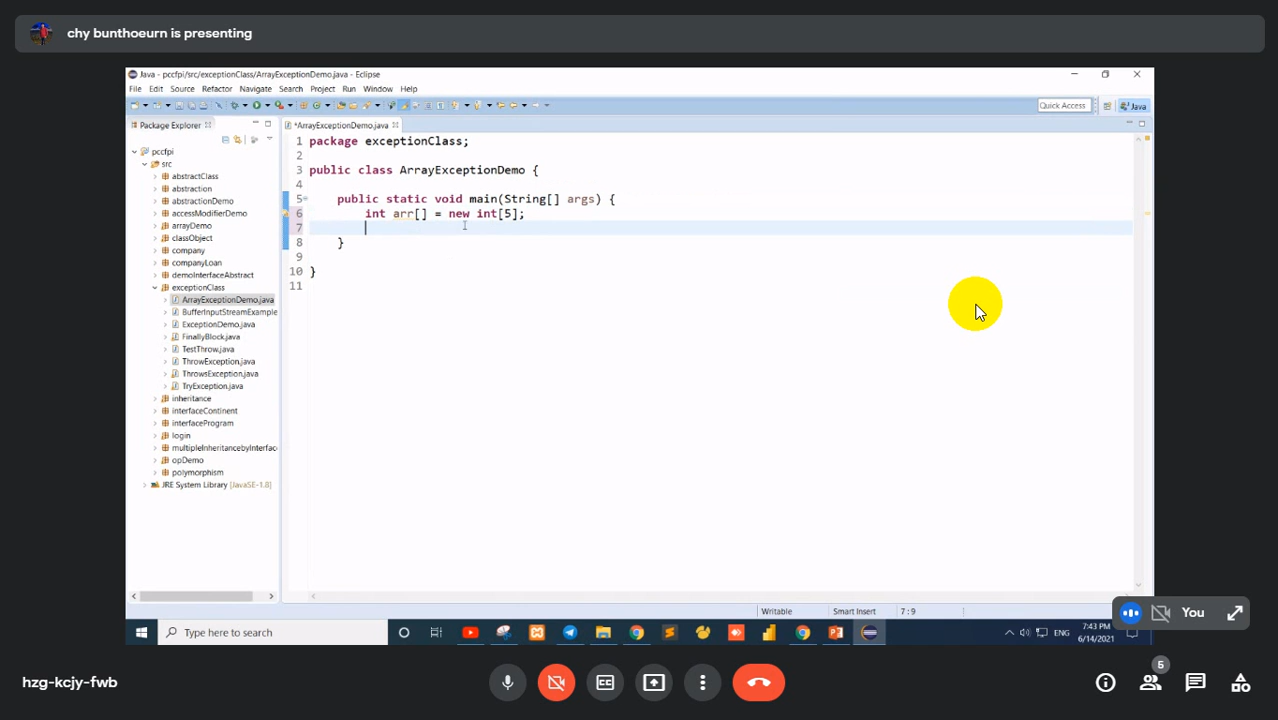 chy bunthoeurn is presenting
Java - pccfpi/src/exceptionClass/ArrayExceptionDemo.java - Eclipse
File Edit Source Refactor Navigate Search Project Run Window Help
Quick Access Java
Package Explorer
*ArrayExceptionDemo.java
pccfpi
src
abstractClass
abstraction
abstractionDemo
accessModifierDemo
arrayDemo
classObject
company
companyLoan
demoInterfaceAbstract
exceptionClass
ArrayExceptionDemo.java
BufferInputStreamExample
ExceptionDemo.java
FinallyBlock.java
TestThrow.java
ThrowException.java
ThrowsException.java
TryException.java
inheritance
interfaceContinent
interfaceProgram
login
multipleInheritancebyInterfac
opDemo
polymorphism
JRE System Library [JavaSE-1.8]
1 package exceptionClass;
2
3 public class ArrayExceptionDemo {
4
5 public static void main(String[] args) {
6 int arr[] = new int[5];
7
8 }
9
10 }
11
Writable Smart Insert 7 : 9
You
Type here to search
ENG
7:43 PM
6/14/2021
hzg-kcjy-fwb
5